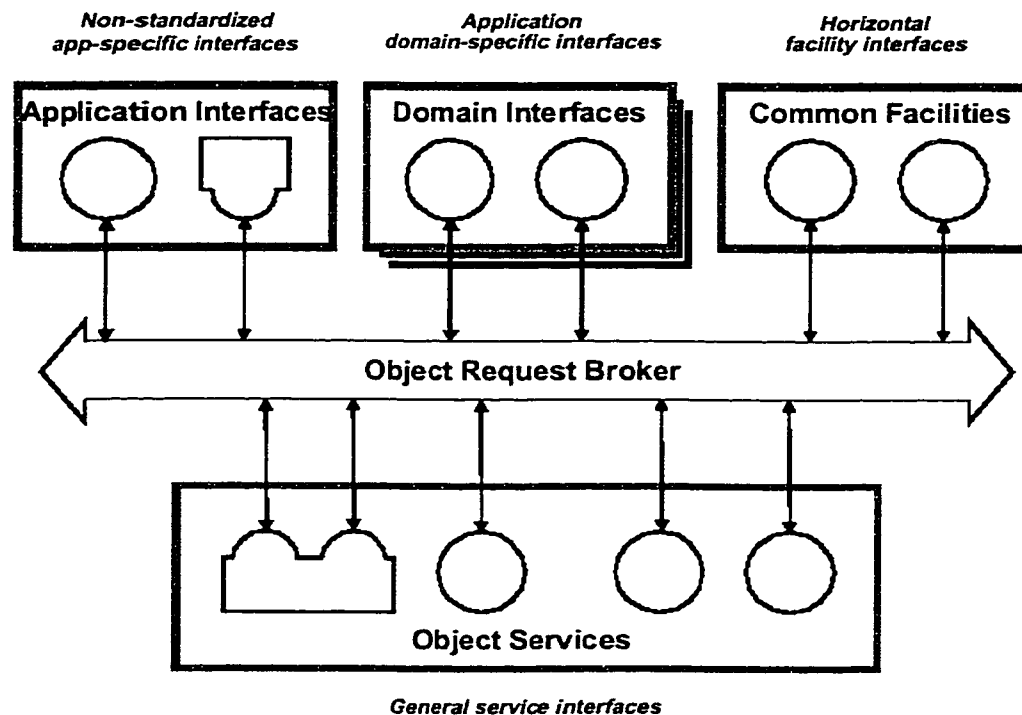 Non-standardized
app-specific interfaces
Application
domain-specific interfaces
Horizontal
facility interfaces
Application Interfaces
Domain Interfaces
Common Facilities
Object Request Broker
Object Services
General service interfaces